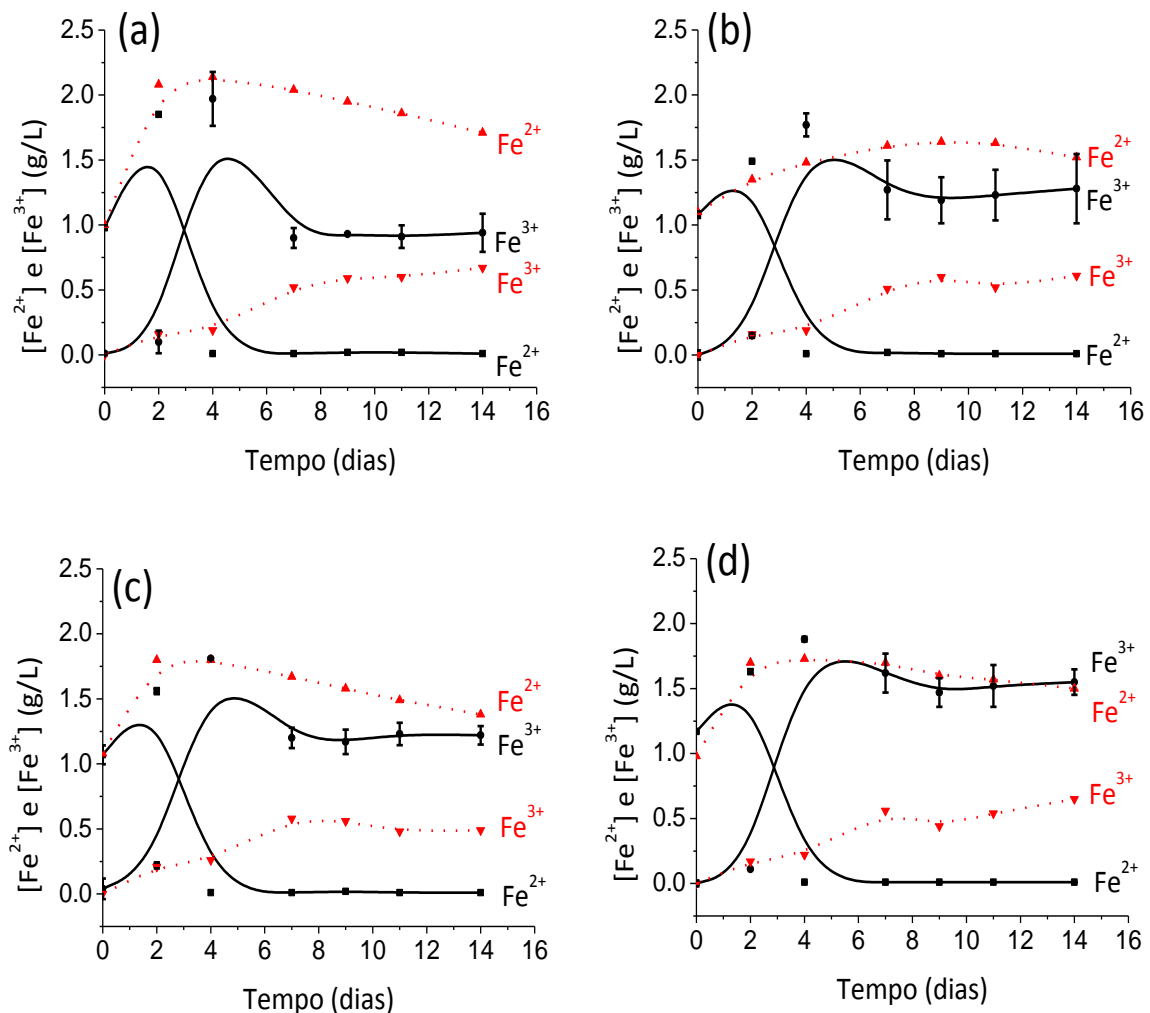 (a)
2.5
2.0
1.5
1.0
0.5
0.0
[Fe²⁺] e [Fe³⁺] (g/L)
Fe²⁺
Fe³⁺
Fe³⁺
Fe²⁺
0 2 4 6 8 10 12 14 16
Tempo (dias)
(b)
2.5
2.0
1.5
1.0
0.5
0.0
[Fe²⁺] e [Fe³⁺] (g/L)
Fe²⁺
Fe³⁺
Fe³⁺
Fe²⁺
0 2 4 6 8 10 12 14 16
Tempo (dias)
(c)
2.5
2.0
1.5
1.0
0.5
0.0
[Fe²⁺] e [Fe³⁺] (g/L)
Fe²⁺
Fe³⁺
Fe³⁺
Fe²⁺
0 2 4 6 8 10 12 14 16
Tempo (dias)
(d)
2.5
2.0
1.5
1.0
0.5
0.0
[Fe²⁺] e [Fe³⁺] (g/L)
Fe³⁺
Fe²⁺
Fe³⁺
Fe²⁺
0 2 4 6 8 10 12 14 16
Tempo (dias)